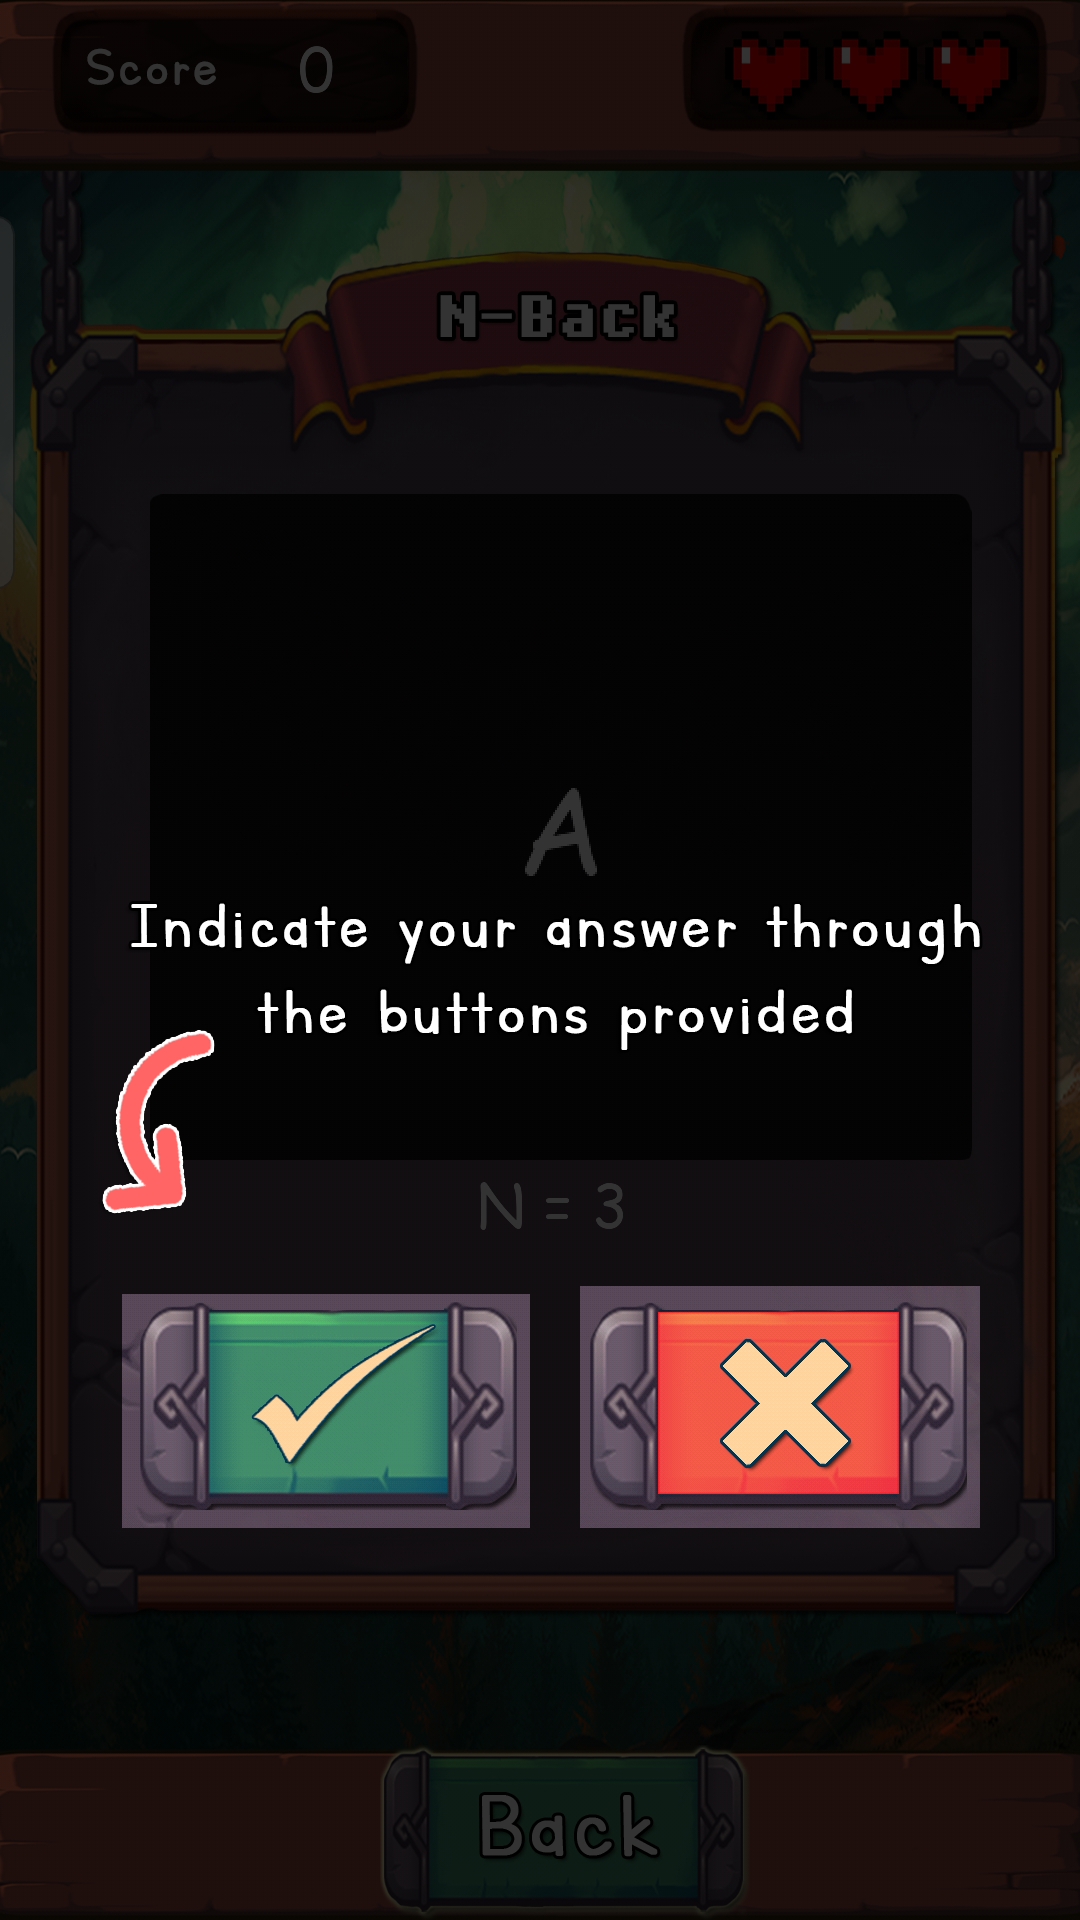 Score 0
N-Back
A
Indicate your answer through
the buttons provided
N = 3
Back